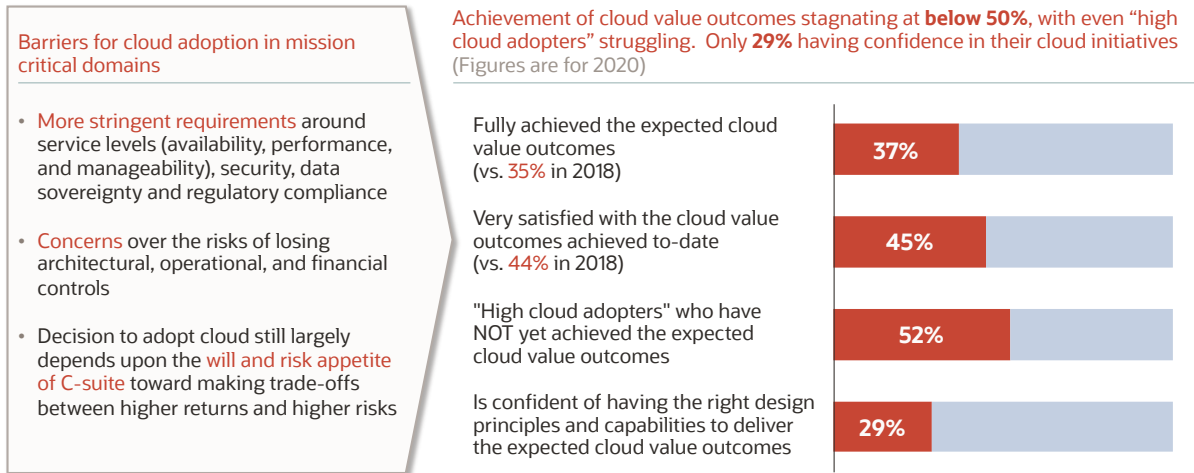 Barriers for cloud adoption in mission
critical domains
• More stringent requirements around
service levels (availability, performance,
and manageability), security, data
sovereignty and regulatory compliance
• Concerns over the risks of losing
architectural, operational, and financial
controls
• Decision to adopt cloud still largely
depends upon the will and risk appetite
of C-suite toward making trade-offs
between higher returns and higher risks
Achievement of cloud value outcomes stagnating at below 50%, with even “high
cloud adopters” struggling. Only 29% having confidence in their cloud initiatives
(Figures are for 2020)
Fully achieved the expected cloud
value outcomes
(vs. 35% in 2018)
37%
Very satisfied with the cloud value
outcomes achieved to-date
(vs. 44% in 2018)
45%
"High cloud adopters" who have
NOT yet achieved the expected
cloud value outcomes
52%
Is confident of having the right design
principles and capabilities to deliver
the expected cloud value outcomes
29%